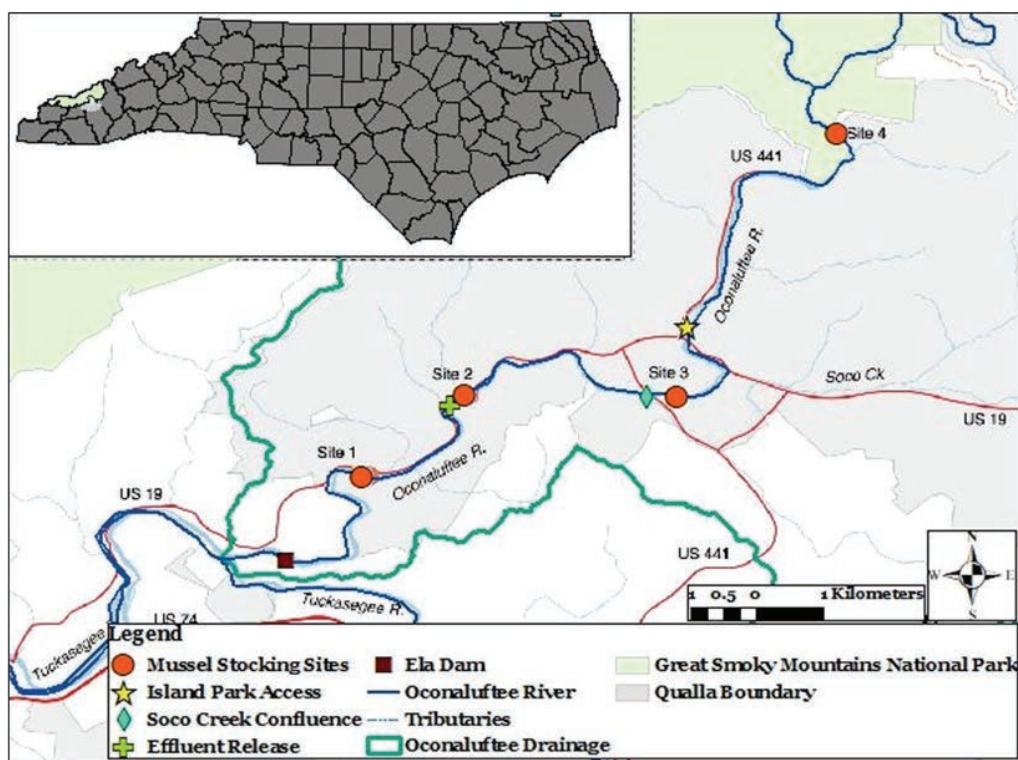 Site 4
US 441
Oconaluftee R.
Site 2
Site 3
Soco Ck
US 19
Site 1
Oconaluftee R.
US 19
US 441
Tuckasegee R.
US 74
Tuckasegee
N
W E
S
1 0.5 0 1 Kilometers
Legend
Mussel Stocking Sites
Island Park Access
Soco Creek Confluence
Effluent Release
Ela Dam
Oconaluftee River
Tributaries
Oconaluftee Drainage
Great Smoky Mountains National Park
Qualla Boundary